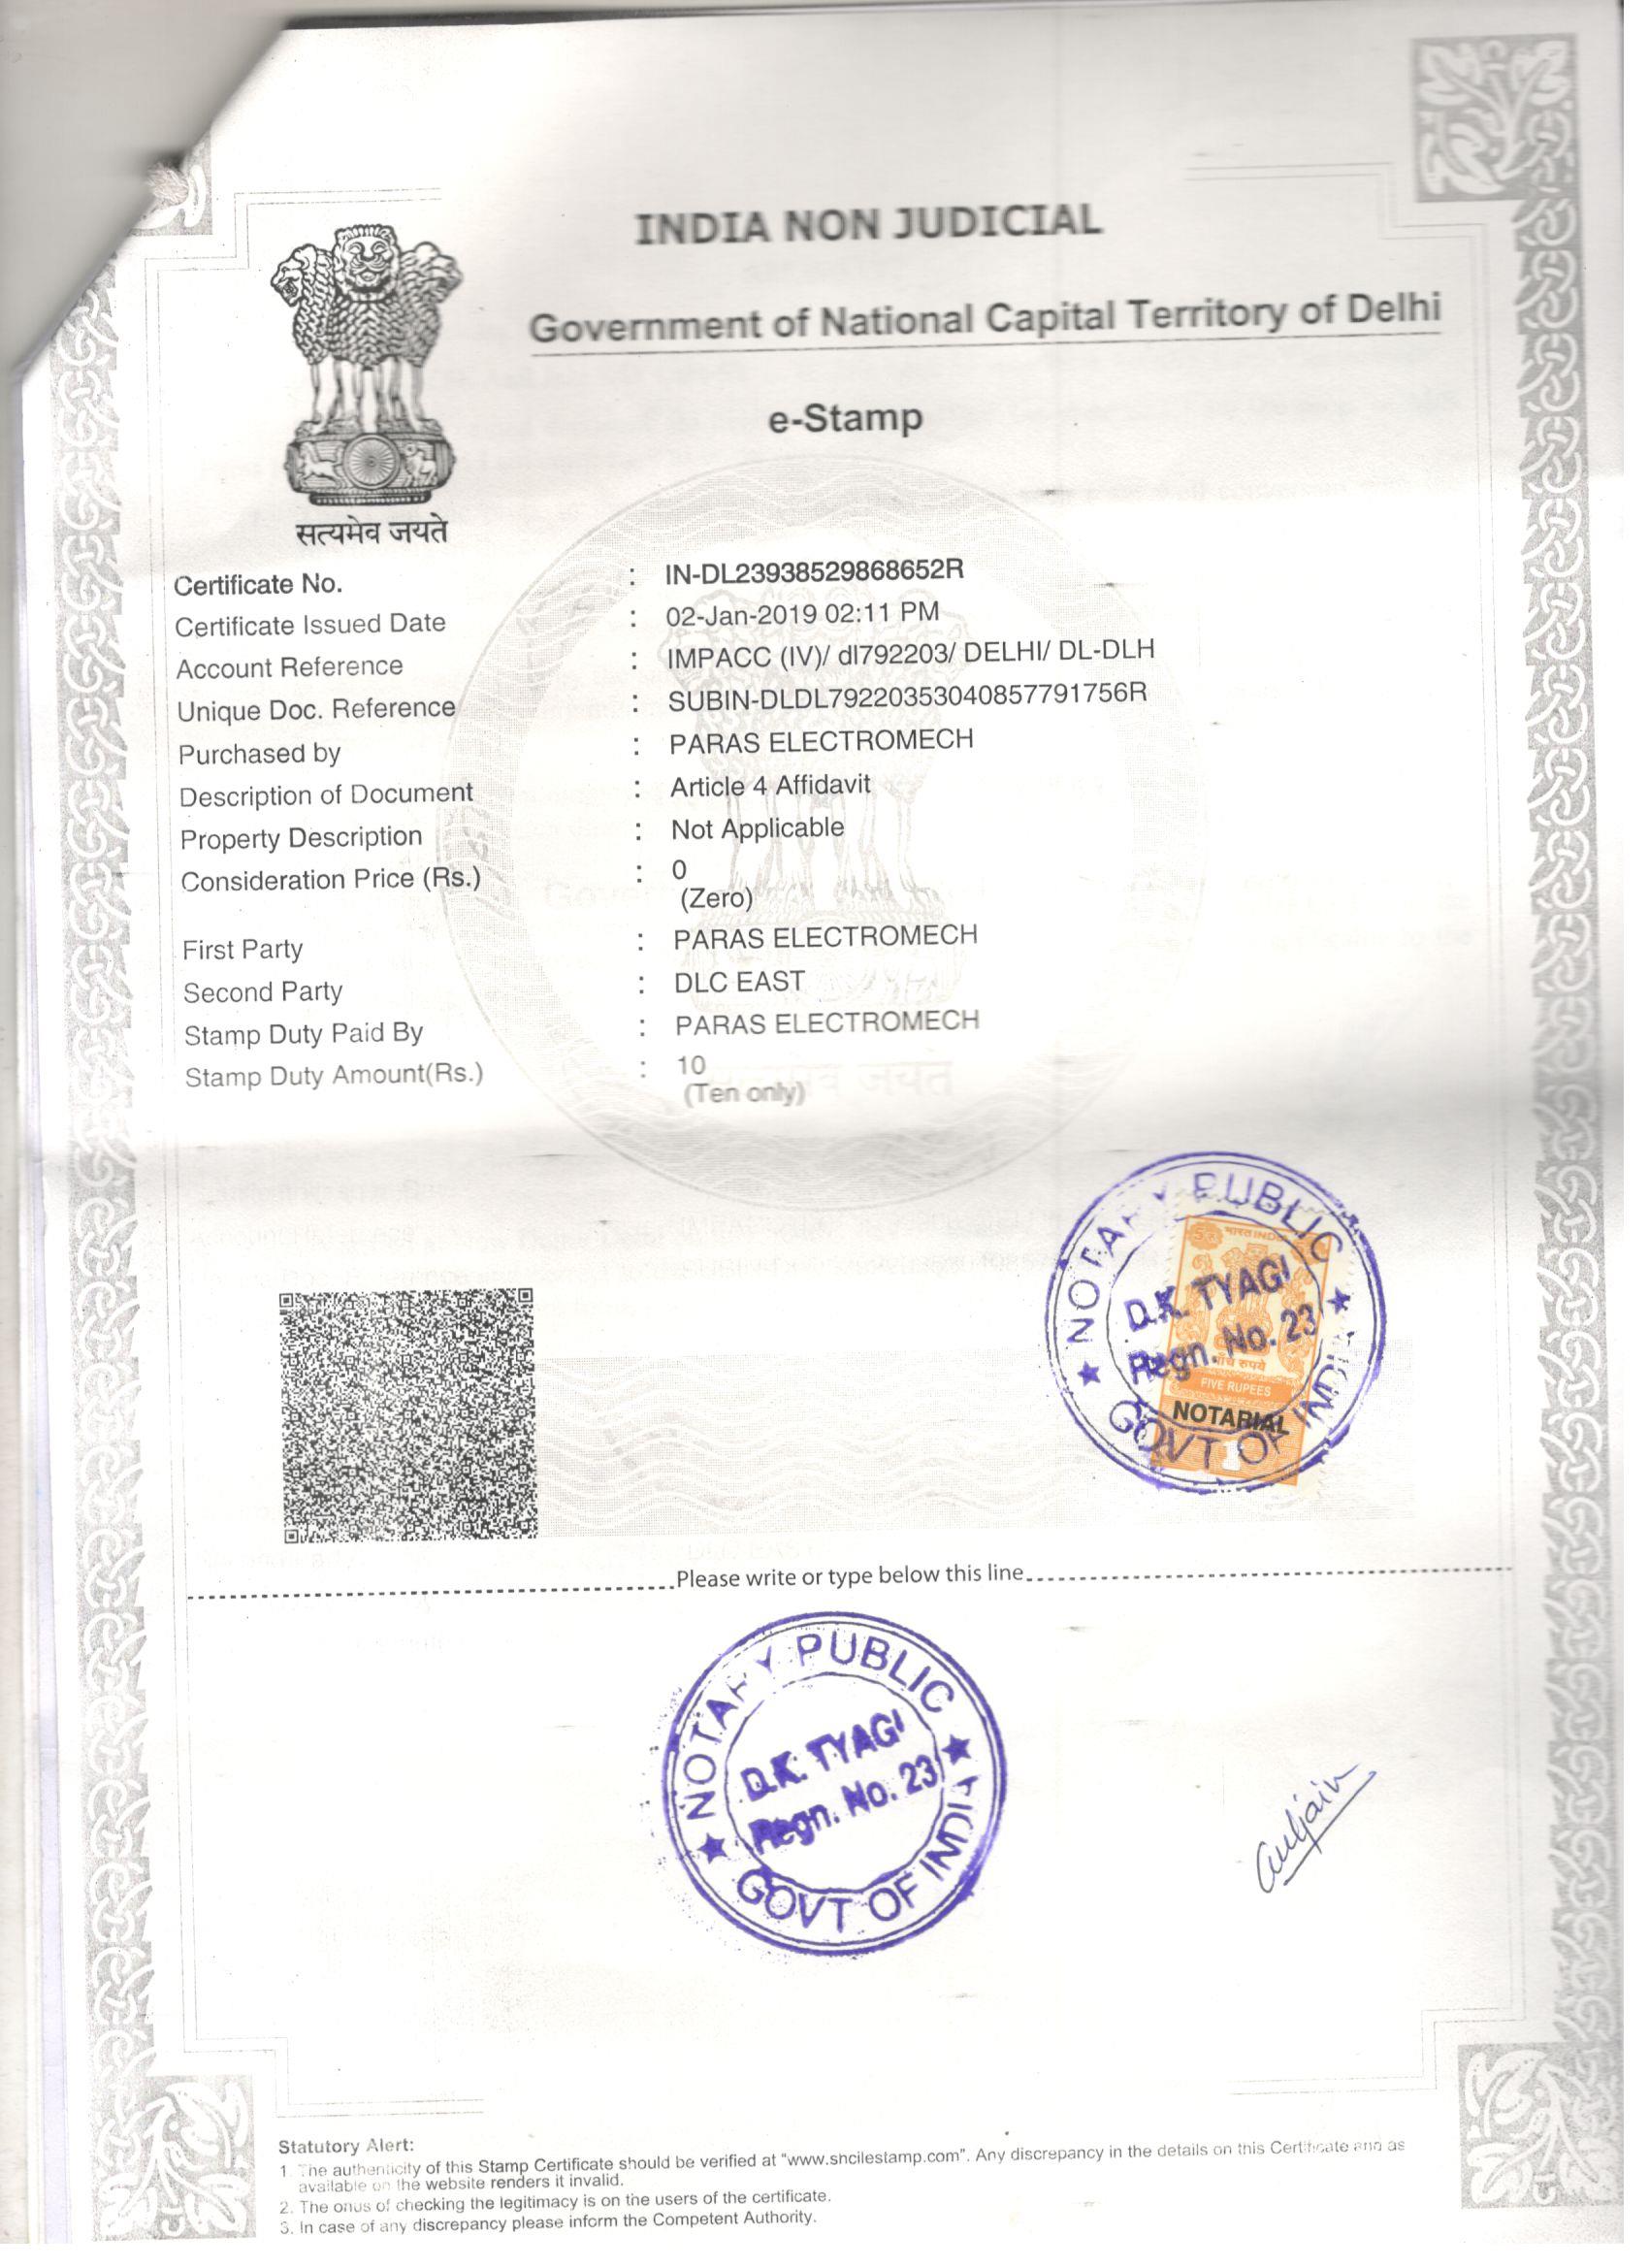 INDIA NON JUDICIAL
Government of National Capital Territory of Delhi
e-Stamp
सत्यमेव जयते
Certificate No. : IN-DL23938529868652R
Certificate Issued Date : 02-Jan-2019 02:11 PM
Account Reference : IMPACC (IV)/ dl792203/ DELHI/ DL-DLH
Unique Doc. Reference : SUBIN-DLDL79220353040857791756R
Purchased by : PARAS ELECTROMECH
Description of Document : Article 4 Affidavit
Property Description : Not Applicable
Consideration Price (Rs.) : 0
(Zero)
First Party : PARAS ELECTROMECH
Second Party : DLC EAST
Stamp Duty Paid By : PARAS ELECTROMECH
Stamp Duty Amount(Rs.) : 10
(Ten only)
NOTARY PUBLIC
भारत INDIA
D.K. TYAGI
Regn. No. 23
पाँच रुपये
FIVE RUPEES
NOTARIAL
GOVT OF INDIA
Please write or type below this line
NOTARY PUBLIC
D.K. TYAGI
Regn. No. 23
GOVT OF INDIA
Statutory Alert:
1. The authenticity of this Stamp Certificate should be verified at "www.shcilestamp.com". Any discrepancy in the details on this Certificate and as
available on the website renders it invalid.
2. The onus of checking the legitimacy is on the users of the certificate.
3. In case of any discrepancy please inform the Competent Authority.